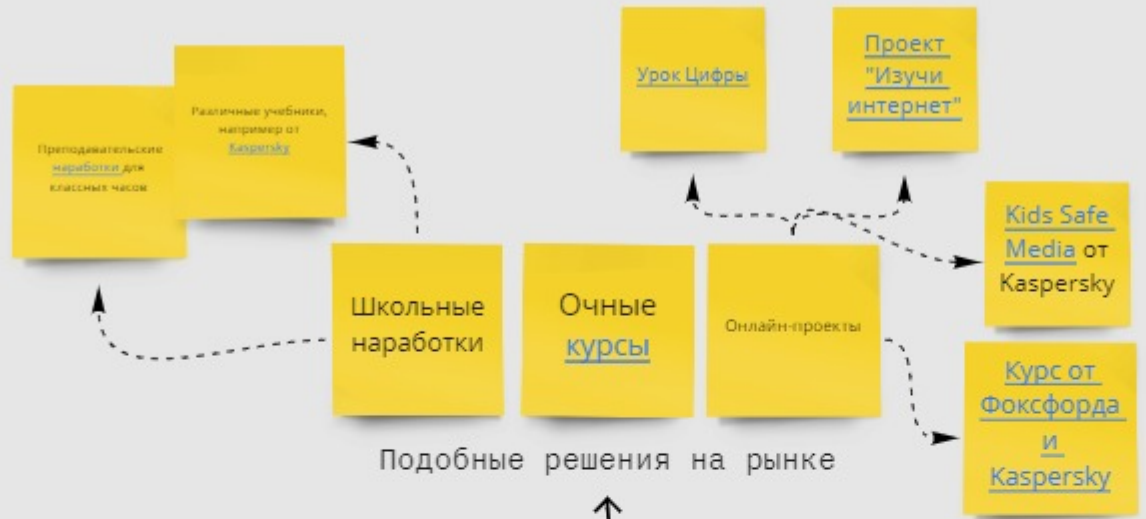 Преподавательские
наработки для
классных часов
Различные учебники,
например от
Kaspersky
Урок Цифры
Проект
"Изучи
интернет"
Kids Safe
Media от
Kaspersky
Школьные
наработки
Очные
курсы
Онлайн-проекты
Курс от
Фоксфорда
и
Kaspersky
Подобные решения на рынке